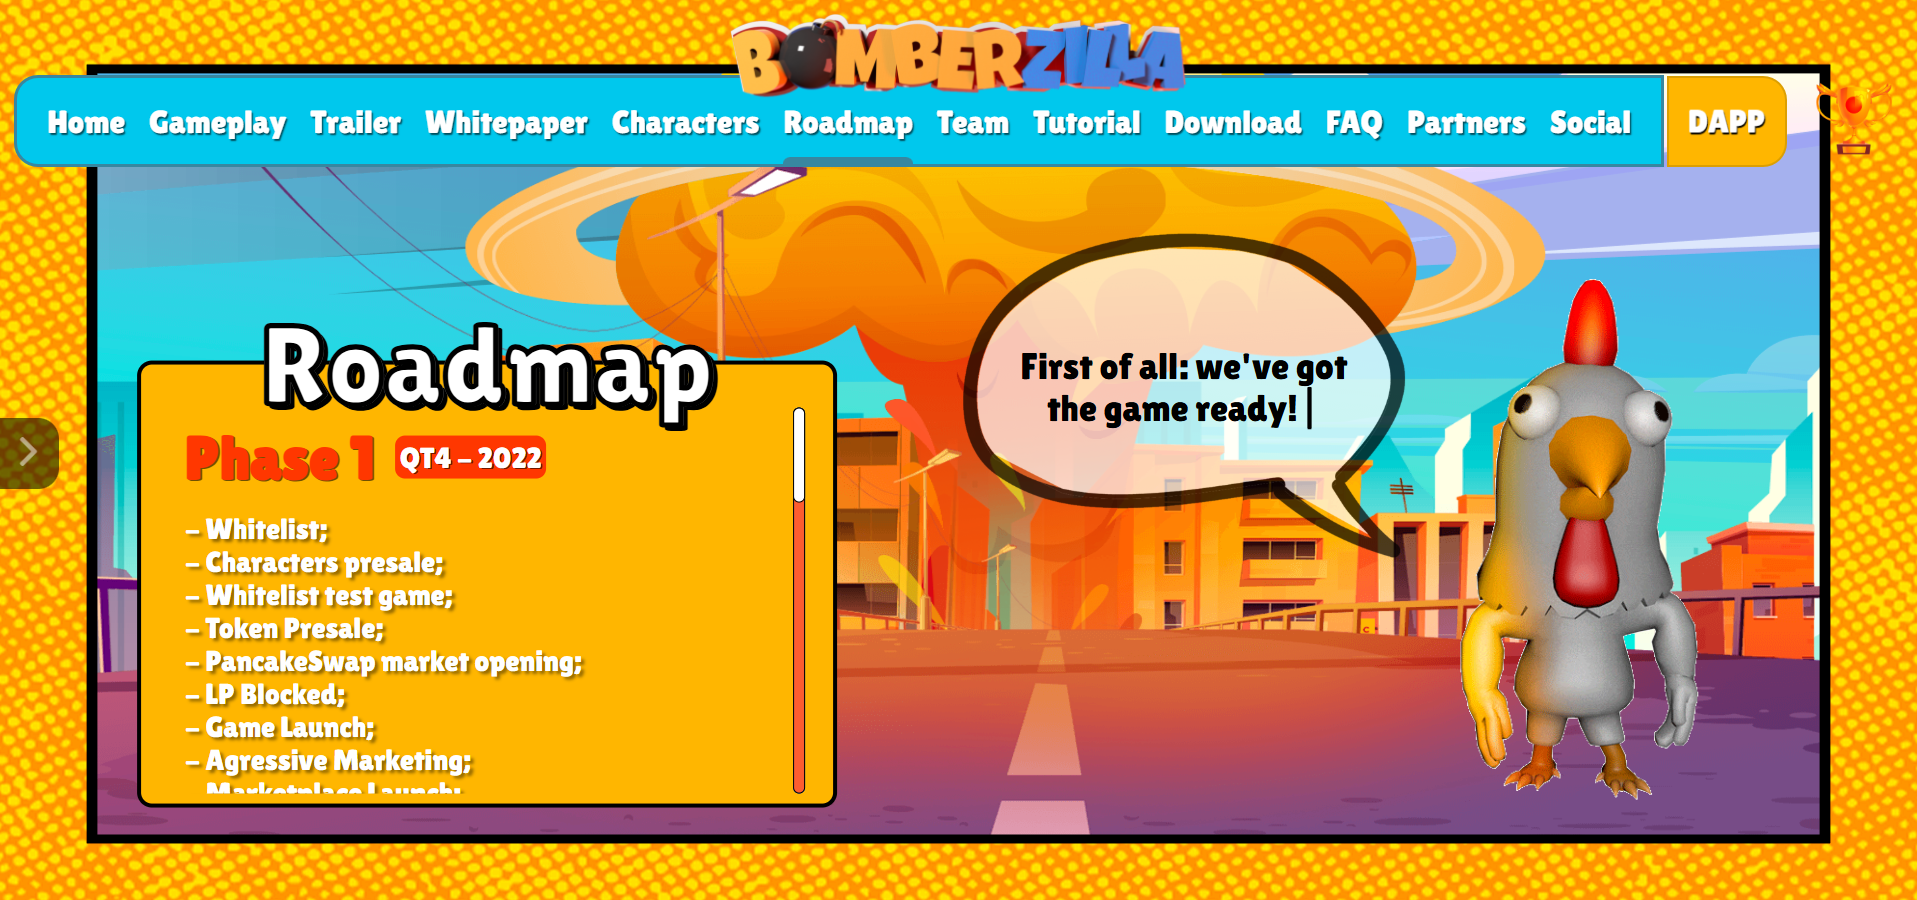 BOMBERZILLA
Home Gameplay Trailer Whitepaper Characters Roadmap Team Tutorial Download FAQ Partners Social DAPP
Roadmap
Phase 1 QT4 - 2022
- Whitelist;
- Characters presale;
- Whitelist test game;
- Token Presale;
- PancakeSwap market opening;
- LP Blocked;
- Game Launch;
- Agressive Marketing;
Marketplace Launch;
First of all: we've got
the game ready!